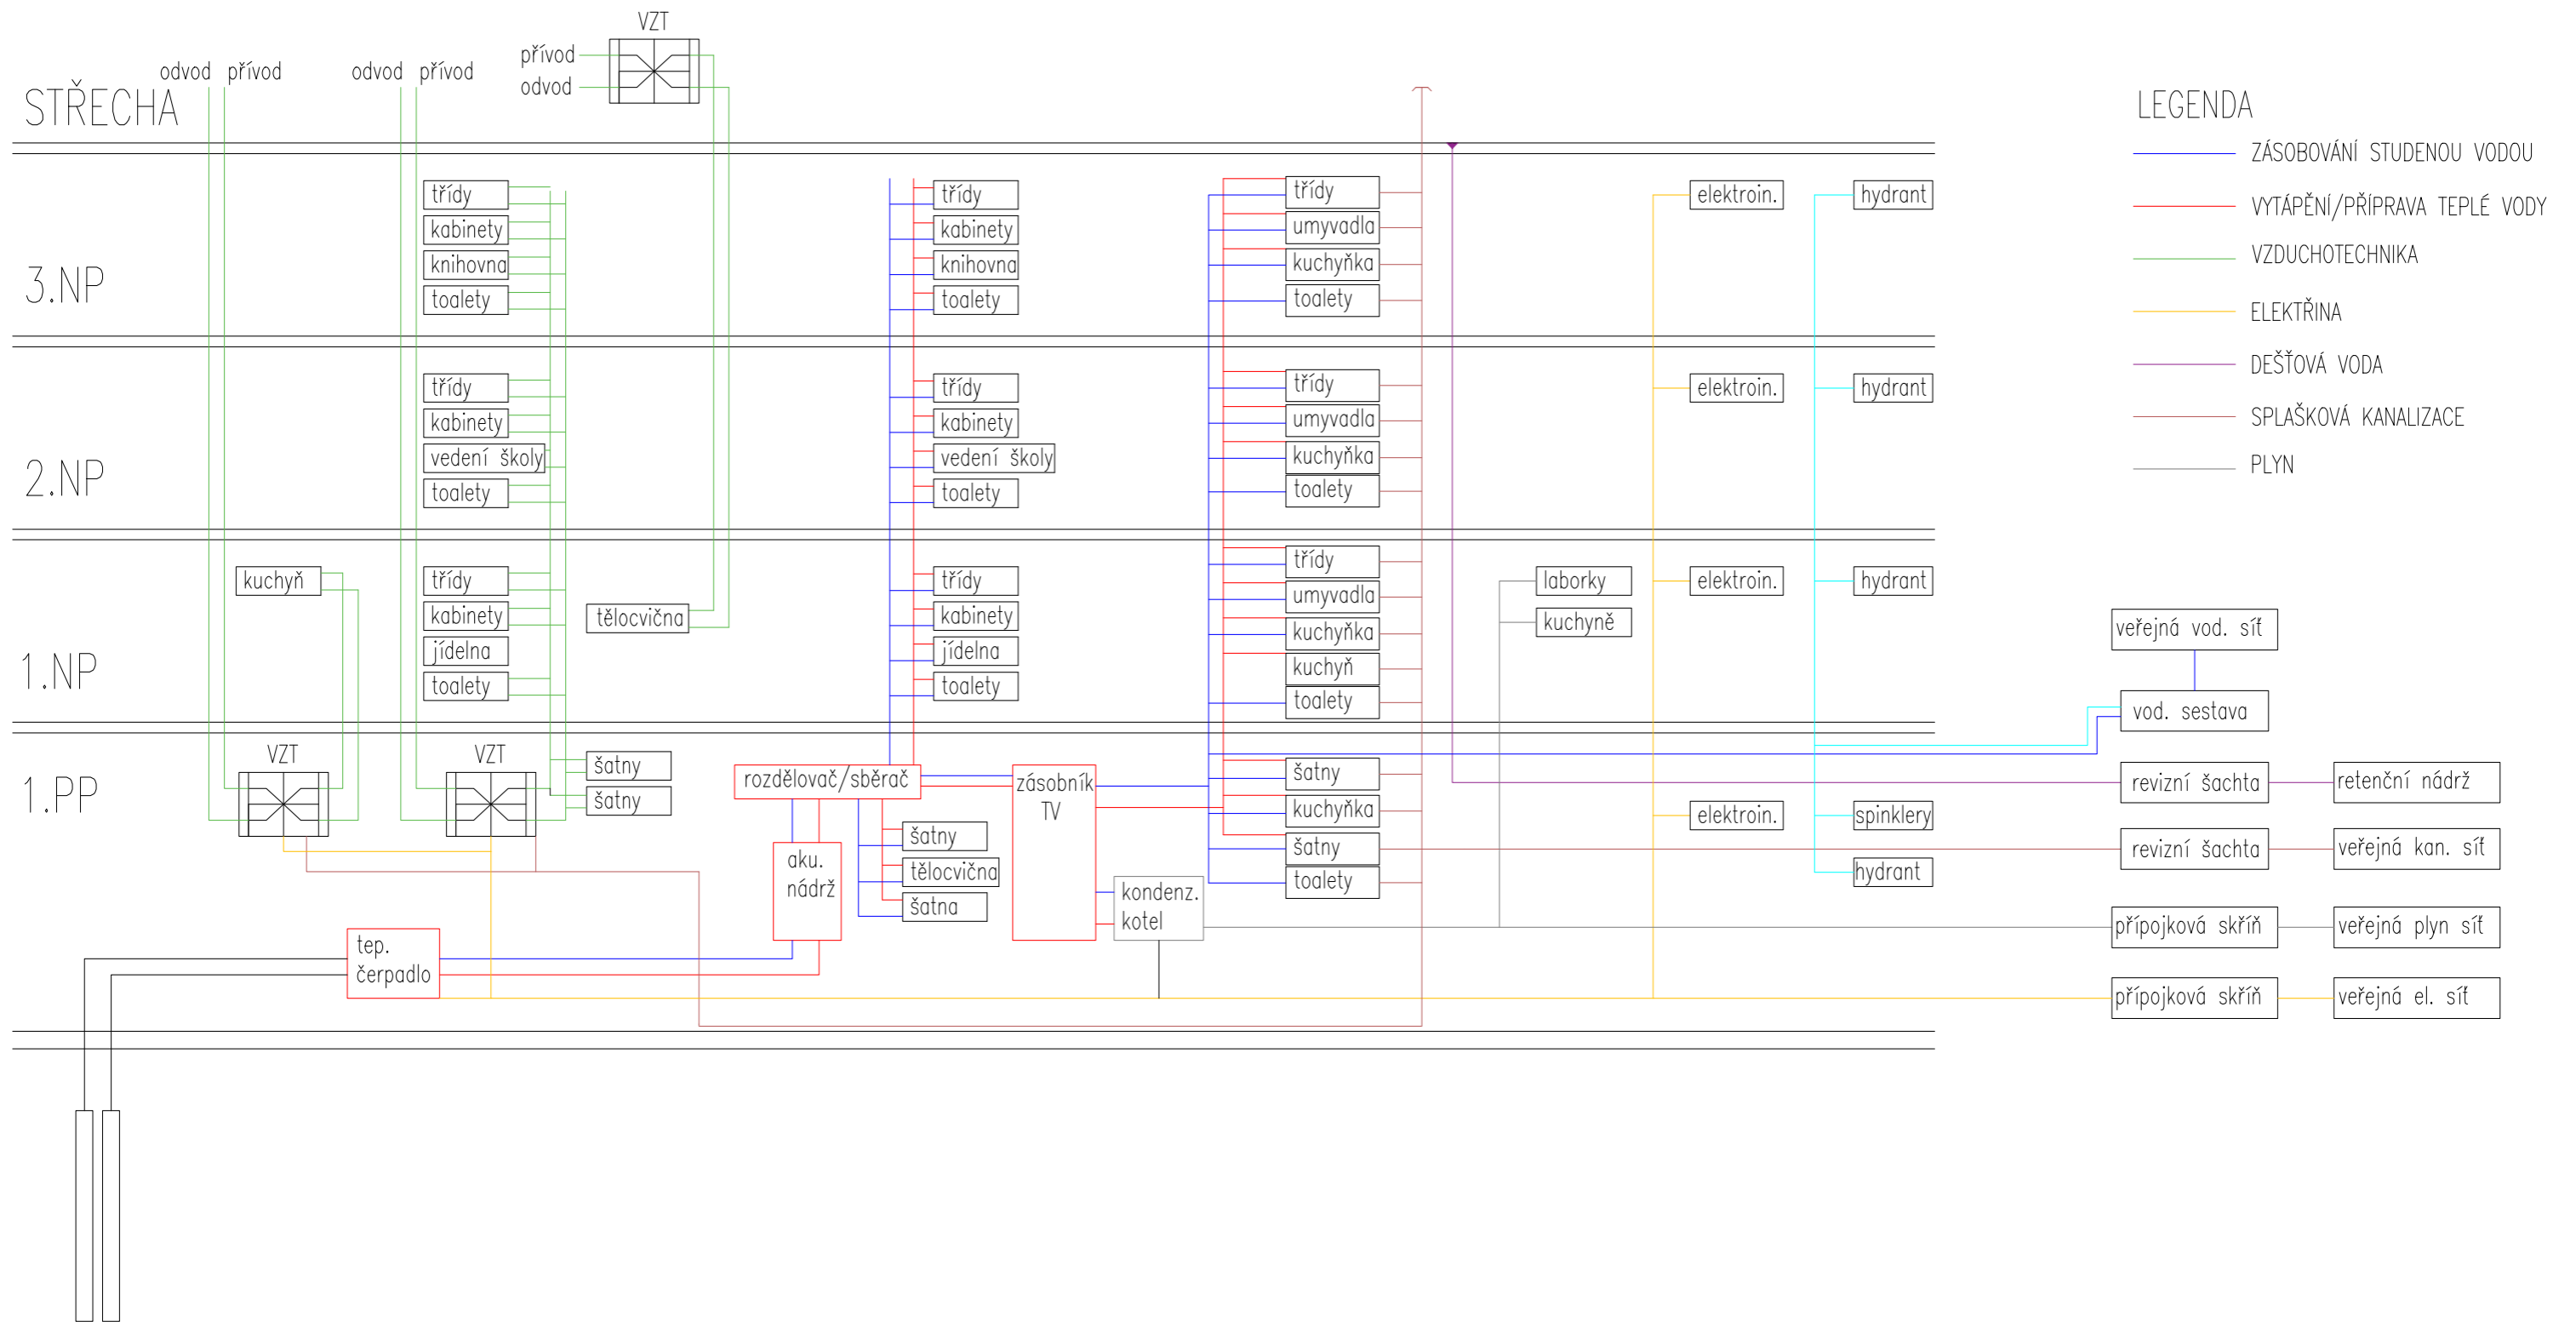 VZT
přívod
odvod
odvod přívod
odvod přívod
STŘECHA
LEGENDA
ZÁSOBOVÁNÍ STUDENOU VODOU
VYTÁPĚNÍ/PŘÍPRAVA TEPLÉ VODY
VZDUCHOTECHNIKA
ELEKTŘINA
DEŠŤOVÁ VODA
SPLAŠKOVÁ KANALIZACE
PLYN
3.NP
třídy
kabinety
knihovna
toalety
třídy
kabinety
knihovna
toalety
třídy
umyvadla
kuchyňka
toalety
elektroin.
hydrant
2.NP
třídy
kabinety
vedení školy
toalety
třídy
kabinety
vedení školy
toalety
třídy
umyvadla
kuchyňka
toalety
elektroin.
hydrant
1.NP
kuchyň
třídy
kabinety
jídelna
toalety
tělocvična
třídy
kabinety
jídelna
toalety
třídy
umyvadla
kuchyňka
kuchyň
toalety
laborky
kuchyně
elektroin.
hydrant
veřejná vod. síť
vod. sestava
1.PP
VZT
VZT
šatny
šatny
rozdělovač/sběrač
aku.
nádrž
šatny
tělocvična
šatna
zásobník
TV
kondenz.
kotel
tep.
čerpadlo
šatny
kuchyňka
šatny
toalety
elektroin.
spinklery
hydrant
revizní šachta
retenční nádrž
revizní šachta
veřejná kan. síť
přípojková skříň
veřejná plyn síť
přípojková skříň
veřejná el. síť